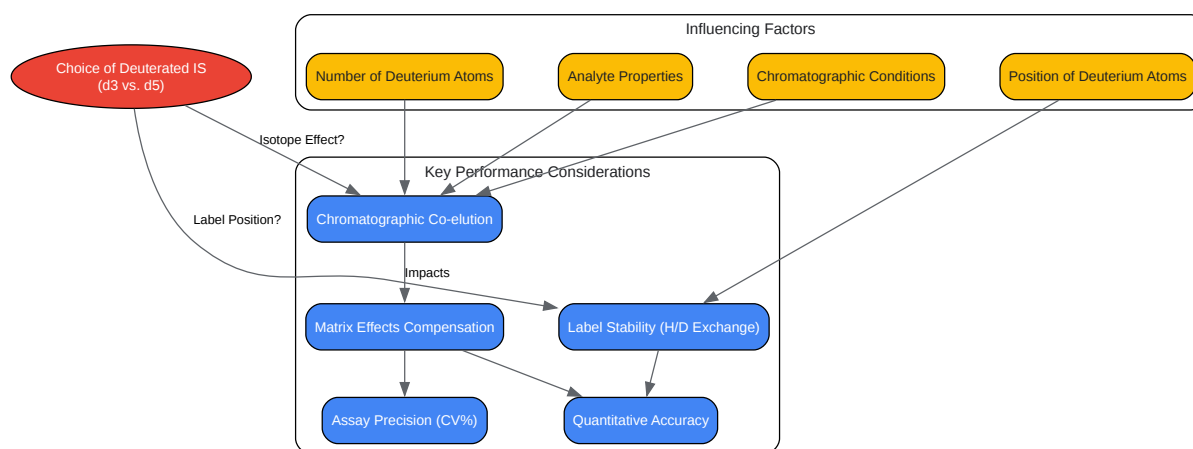 Influencing Factors
Choice of Deuterated IS
(d3 vs. d5)
Number of Deuterium Atoms
Analyte Properties
Chromatographic Conditions
Position of Deuterium Atoms
Isotope Effect?
Key Performance Considerations
Chromatographic Co-elution
Label Position?
Impacts
Matrix Effects Compensation
Label Stability (H/D Exchange)
Assay Precision (CV%)
Quantitative Accuracy